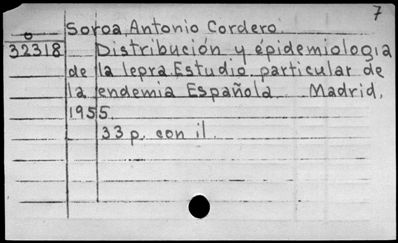 7
Soroa, Antonio Cordero
32318 Distribución y epidemiologia
de la lepra. Estudio particular de
la endemia Española Madrid,
1955.
33 p. con il.